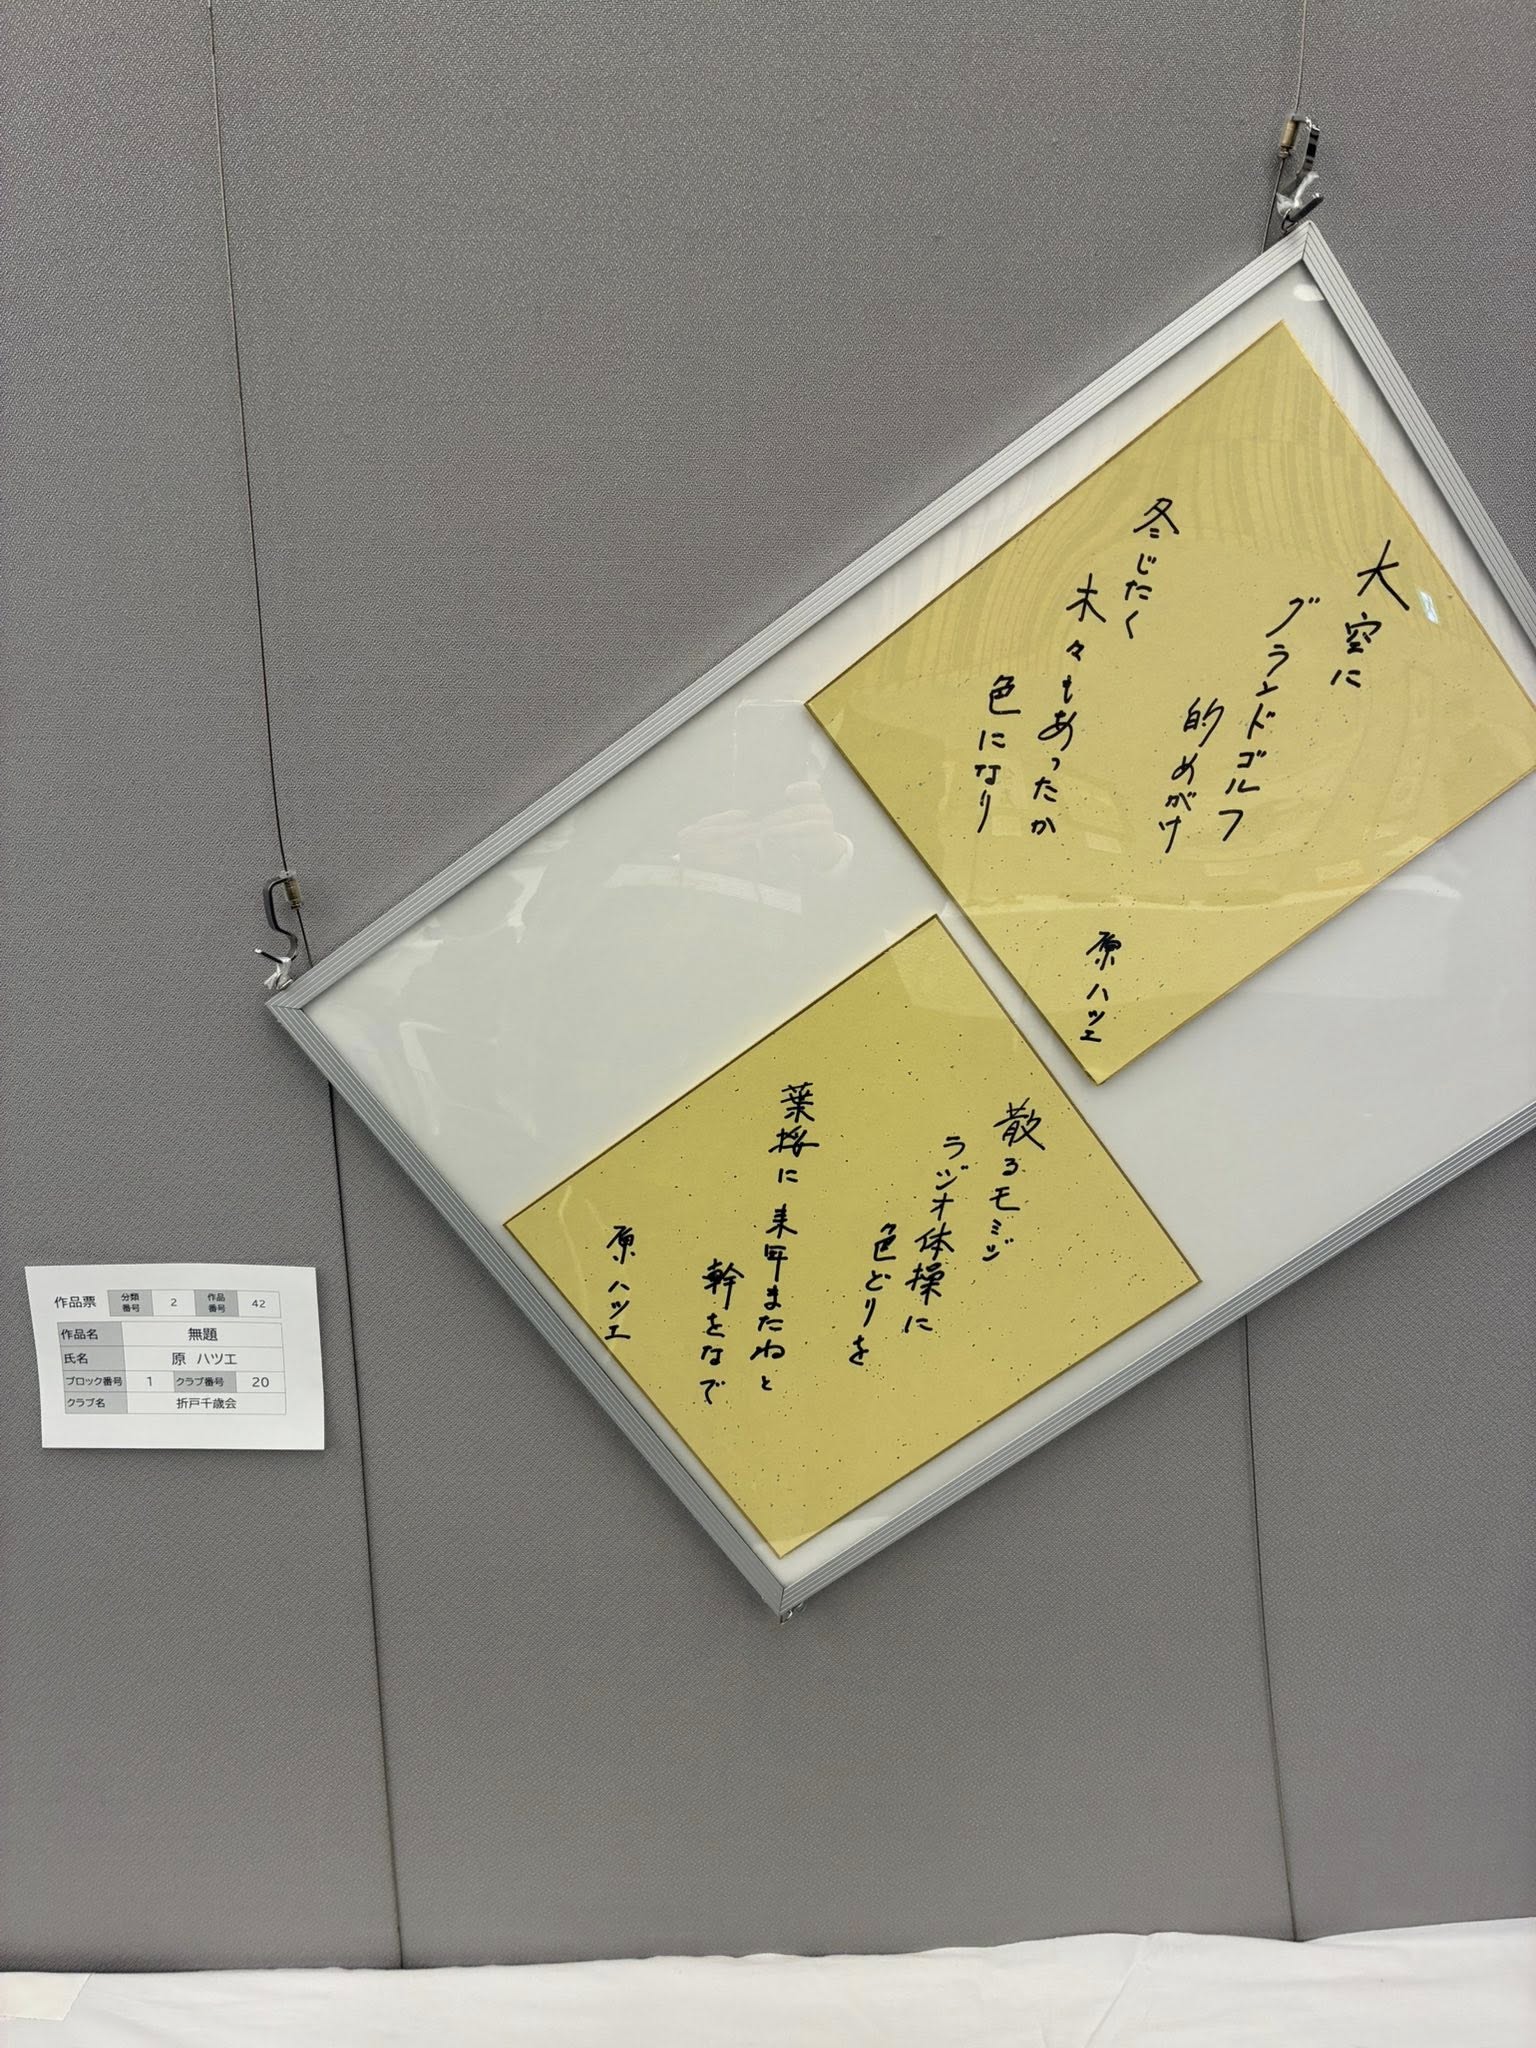 大空に
グランドゴルフ
的めがけ
冬じたく
木々もあったか
色になり
原ハツエ
散るモミジ
ラジオ体操に
色どりを
葉桜に来年またねと
幹をなで
原ハツエ
作品票 分類番号 2 作品番号 42
作品名 無題
氏名 原 ハツエ
ブロック番号 1 クラブ番号 20
クラブ名 折戸千歳会